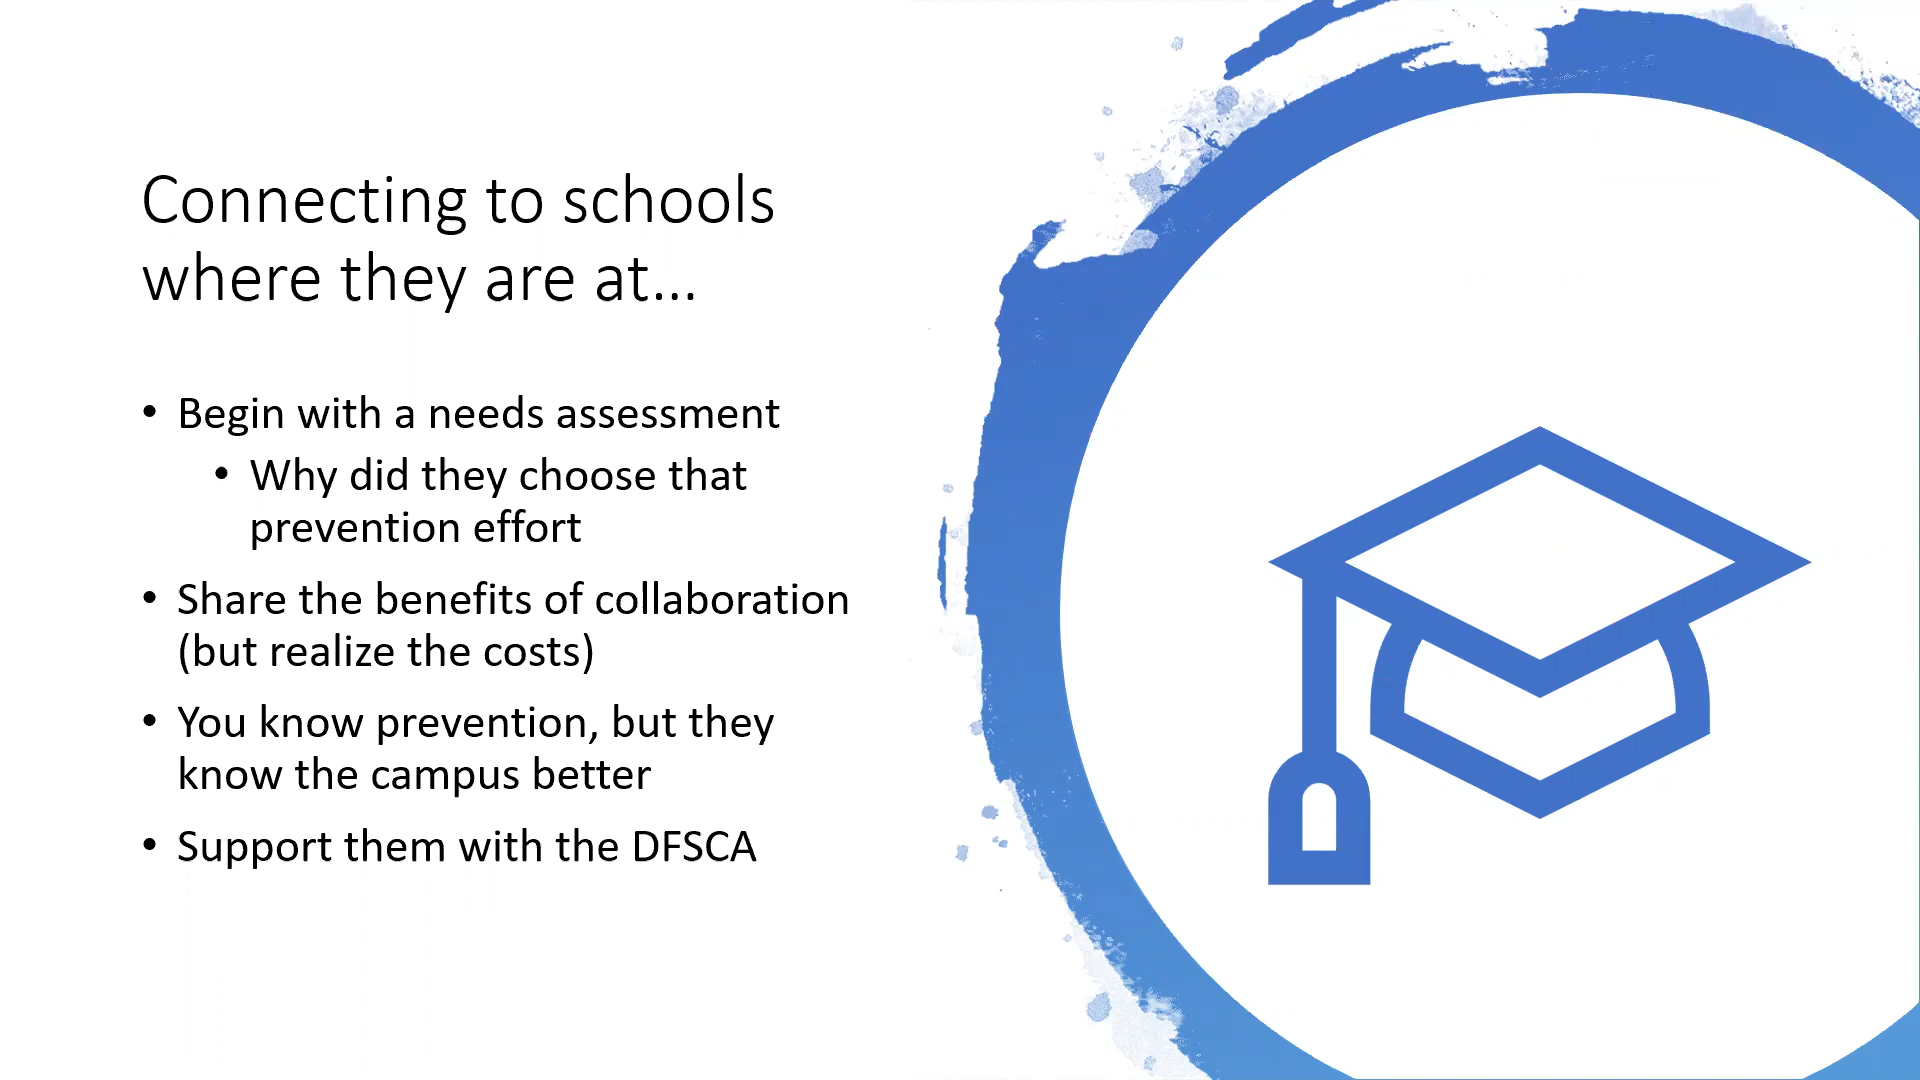 Connecting to schools
where they are at...
• Begin with a needs assessment
• Why did they choose that
prevention effort
• Share the benefits of collaboration
(but realize the costs)
• You know prevention, but they
know the campus better
• Support them with the DFSCA